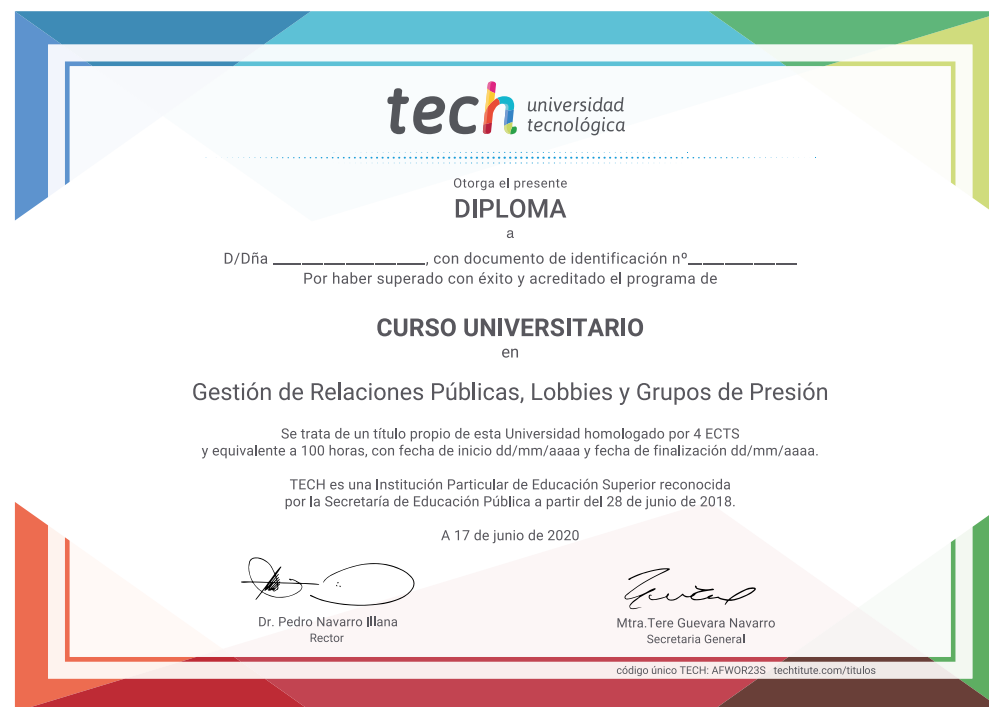 tech universidad
tecnológica
Otorga el presente
DIPLOMA
a
D/Dña ____________________, con documento de identificación nº______________
Por haber superado con éxito y acreditado el programa de
CURSO UNIVERSITARIO
en
Gestión de Relaciones Públicas, Lobbies y Grupos de Presión
Se trata de un título propio de esta Universidad homologado por 4 ECTS
y equivalente a 100 horas, con fecha de inicio dd/mm/aaaa y fecha de finalización dd/mm/aaaa.
TECH es una Institución Particular de Educación Superior reconocida
por la Secretaría de Educación Pública a partir del 28 de junio de 2018.
A 17 de junio de 2020
Dr. Pedro Navarro Illana
Rector
Mtra.Tere Guevara Navarro
Secretaria General
código único TECH: AFWOR23S techtitute.com/titulos